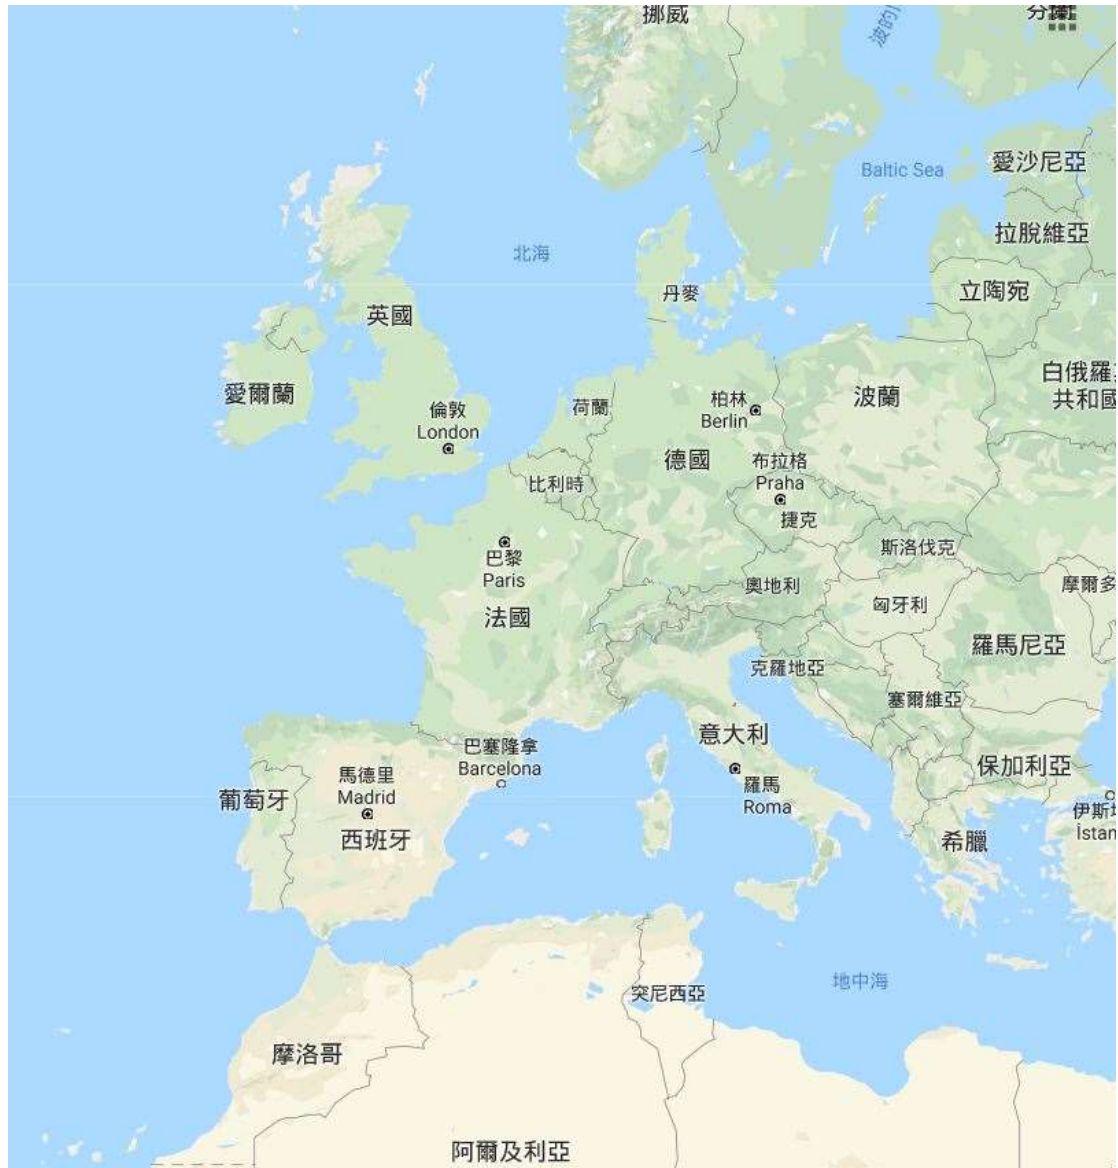 挪威
波的
分蘭
Baltic Sea
愛沙尼亞
拉脫維亞
北海
丹麥
立陶宛
英國
愛爾蘭
倫敦
London
荷蘭
柏林
Berlin
波蘭
白俄羅
共和國
德國
布拉格
Praha
比利時
捷克
斯洛伐克
巴黎
Paris
奧地利
摩爾多
法國
匈牙利
羅馬尼亞
克羅地亞
塞爾維亞
巴塞隆拿
Barcelona
意大利
保加利亞
馬德里
Madrid
羅馬
Roma
葡萄牙
西班牙
伊斯
İstan
希臘
地中海
突尼西亞
摩洛哥
阿爾及利亞